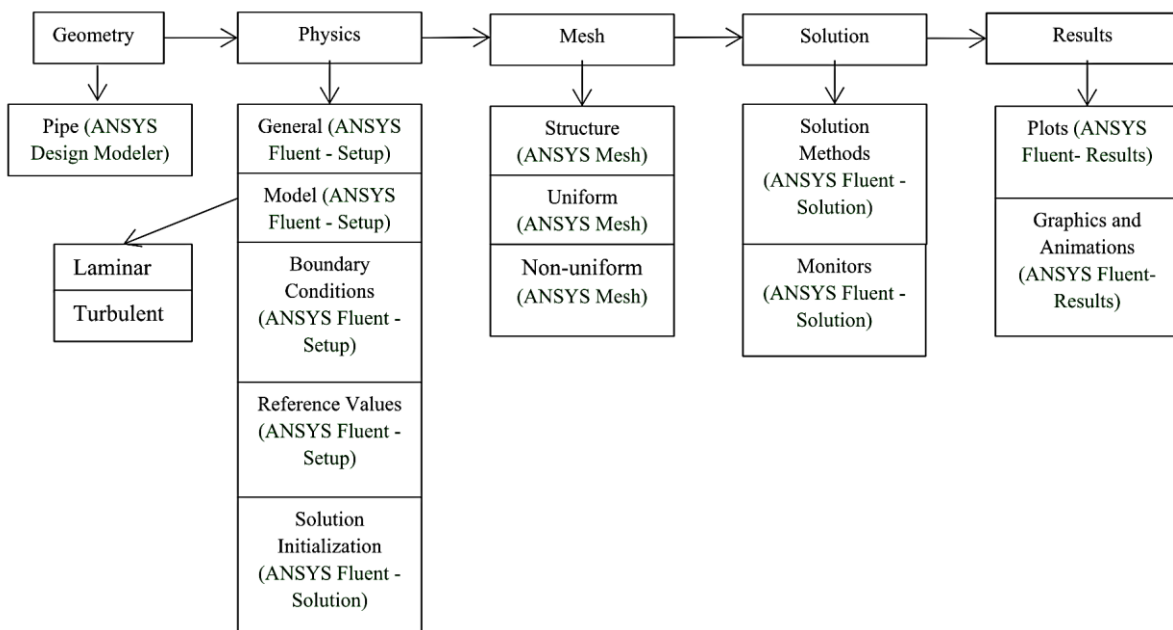 Geometry
Physics
Mesh
Solution
Results
Pipe (ANSYS
Design Modeler)
General (ANSYS
Fluent - Setup)
Model (ANSYS
Fluent - Setup)
Boundary
Conditions
(ANSYS Fluent -
Setup)
Reference Values
(ANSYS Fluent -
Setup)
Solution
Initialization
(ANSYS Fluent -
Solution)
Laminar
Turbulent
Structure
(ANSYS Mesh)
Uniform
(ANSYS Mesh)
Non-uniform
(ANSYS Mesh)
Solution
Methods
(ANSYS Fluent -
Solution)
Monitors
(ANSYS Fluent -
Solution)
Plots (ANSYS
Fluent- Results)
Graphics and
Animations
(ANSYS Fluent-
Results)